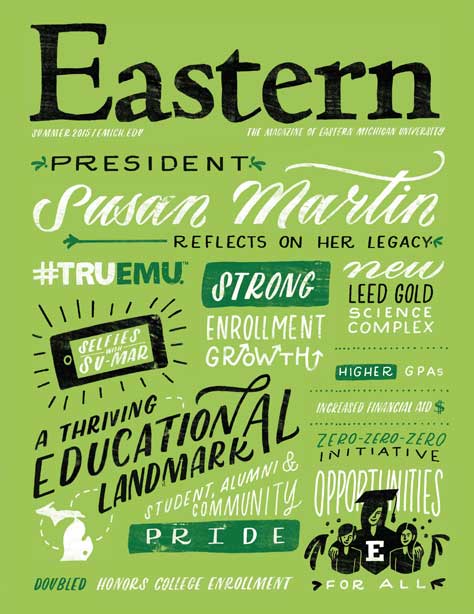 Eastern
SUMMER 2015 / EMICH.EDU
THE MAGAZINE OF EASTERN MICHIGAN UNIVERSITY
PRESIDENT
Susan Martin
REFLECTS ON HER LEGACY
#TRUEMU™
SELFIES
WITH
SU-MAR
STRONG
ENROLLMENT
GROWTH
new
LEED GOLD
SCIENCE
COMPLEX
HIGHER GPAs
INCREASED FINANCIAL AID $
ZERO-ZERO-ZERO
INITIATIVE
A THRIVING
EDUCATIONAL
LANDMARK
STUDENT, ALUMNI &
COMMUNITY
PRIDE
OPPORTUNITIES
E
FOR ALL
E
DOUBLED HONORS COLLEGE ENROLLMENT